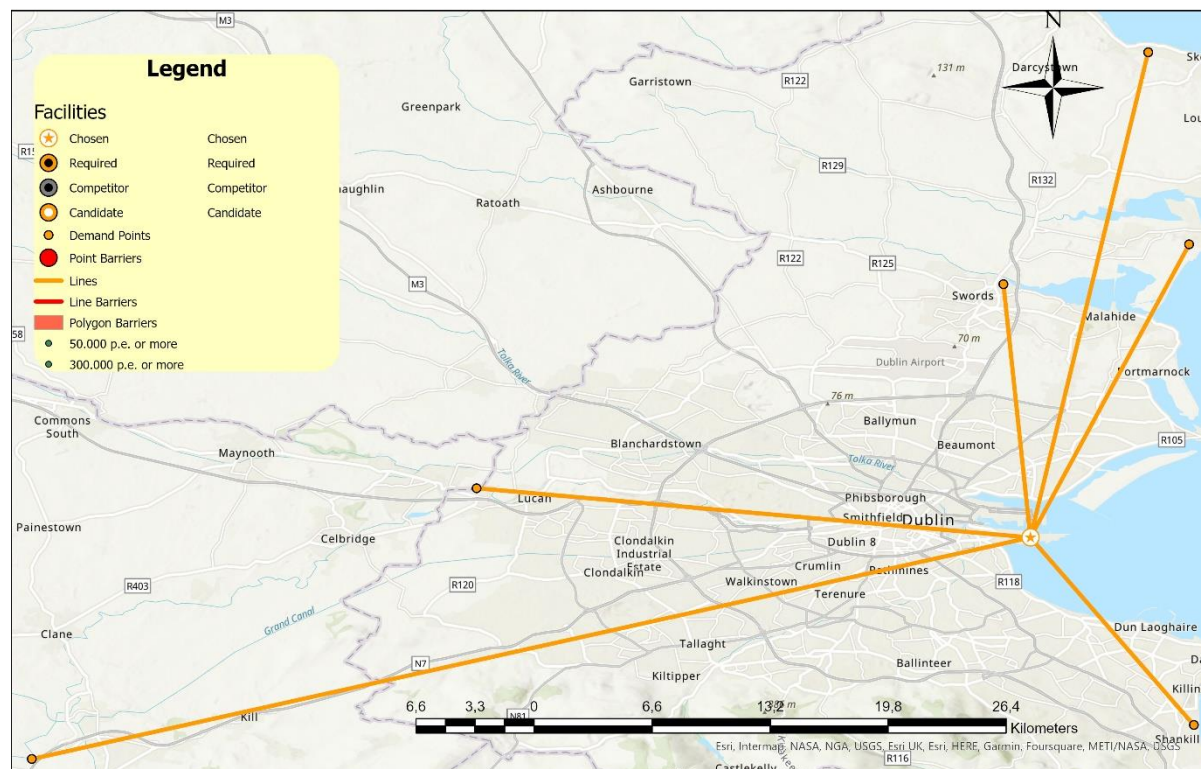 M3
N
Legend
Facilities
Chosen Chosen
Required Required
Competitor Competitor
Candidate Candidate
Demand Points
Point Barriers
Lines
Line Barriers
Polygon Barriers
50.000 p.e. or more
300.000 p.e. or more
Garristown
R122
131 m
Darcystown
Greenpark
R129
R132
Ashbourne
Ratoath
R122
R125
M3
Swords
Malahide
58
70 m
Tolka River
Dublin Airport
Portmarnock
76 m
Commons
South
Ballymun
Beaumont
R105
Blanchardstown
Maynooth
Tolka River
Lucan
Phibsborough
Smithfield
Dublin
Painestown
Celbridge
Clondalkin
Industrial
Estate
Dublin 8
Crumlin
Clondalkin
Walkinstown
R118
R403
R120
Terenure
Grand Canal
Clane
Dun Laoghaire
Tallaght
N7
Ballinteer
Kiltipper
Kill
N81
6,6 3,3 0 6,6 13,2 19,8 26,4
Kilometers
Esri, Intermap, NASA, NGA, USGS, Esri UK, Esri, HERE, Garmin, Foursquare, METI/NASA, USGS
R116